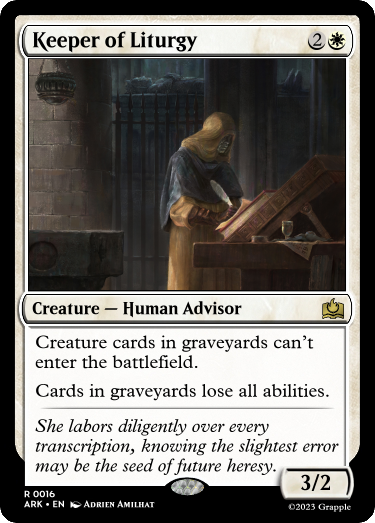 Keeper of Liturgy 2
Creature — Human Advisor
Creature cards in graveyards can't
enter the battlefield.
Cards in graveyards lose all abilities.
She labors diligently over every
transcription, knowing the slightest error
may be the seed of future heresy.
3/2
R 0016
ARK • EN Adrien Amilhat
©2023 Grapple